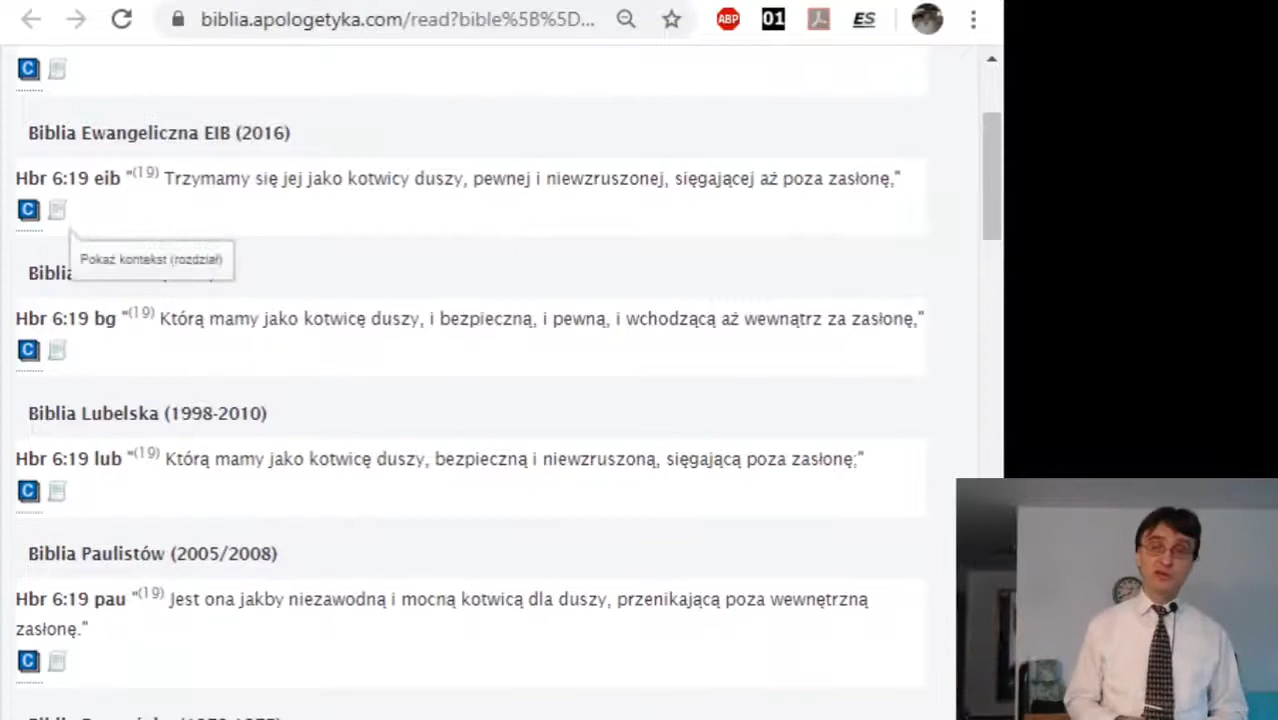 biblia.apologetyka.com/read?bible%5B%5D...
ABP
01
ES
C
Biblia Ewangeliczna EIB (2016)
Hbr 6:19 eib "(19) Trzymamy się jej jako kotwicy duszy, pewnej i niewzruszonej, sięgającej aż poza zasłonę,"
C
Pokaż kontekst (rozdział)
Biblia
Hbr 6:19 bg "(19) Którą mamy jako kotwicę duszy, i bezpieczną, i pewną, i wchodzącą aż wewnątrz za zasłonę,"
C
Biblia Lubelska (1998-2010)
Hbr 6:19 lub "(19) Którą mamy jako kotwicę duszy, bezpieczną i niewzruszoną, sięgającą poza zasłonę;"
C
Biblia Paulistów (2005/2008)
Hbr 6:19 pau "(19) Jest ona jakby niezawodną i mocną kotwicą dla duszy, przenikającą poza wewnętrzną
zasłonę."
C